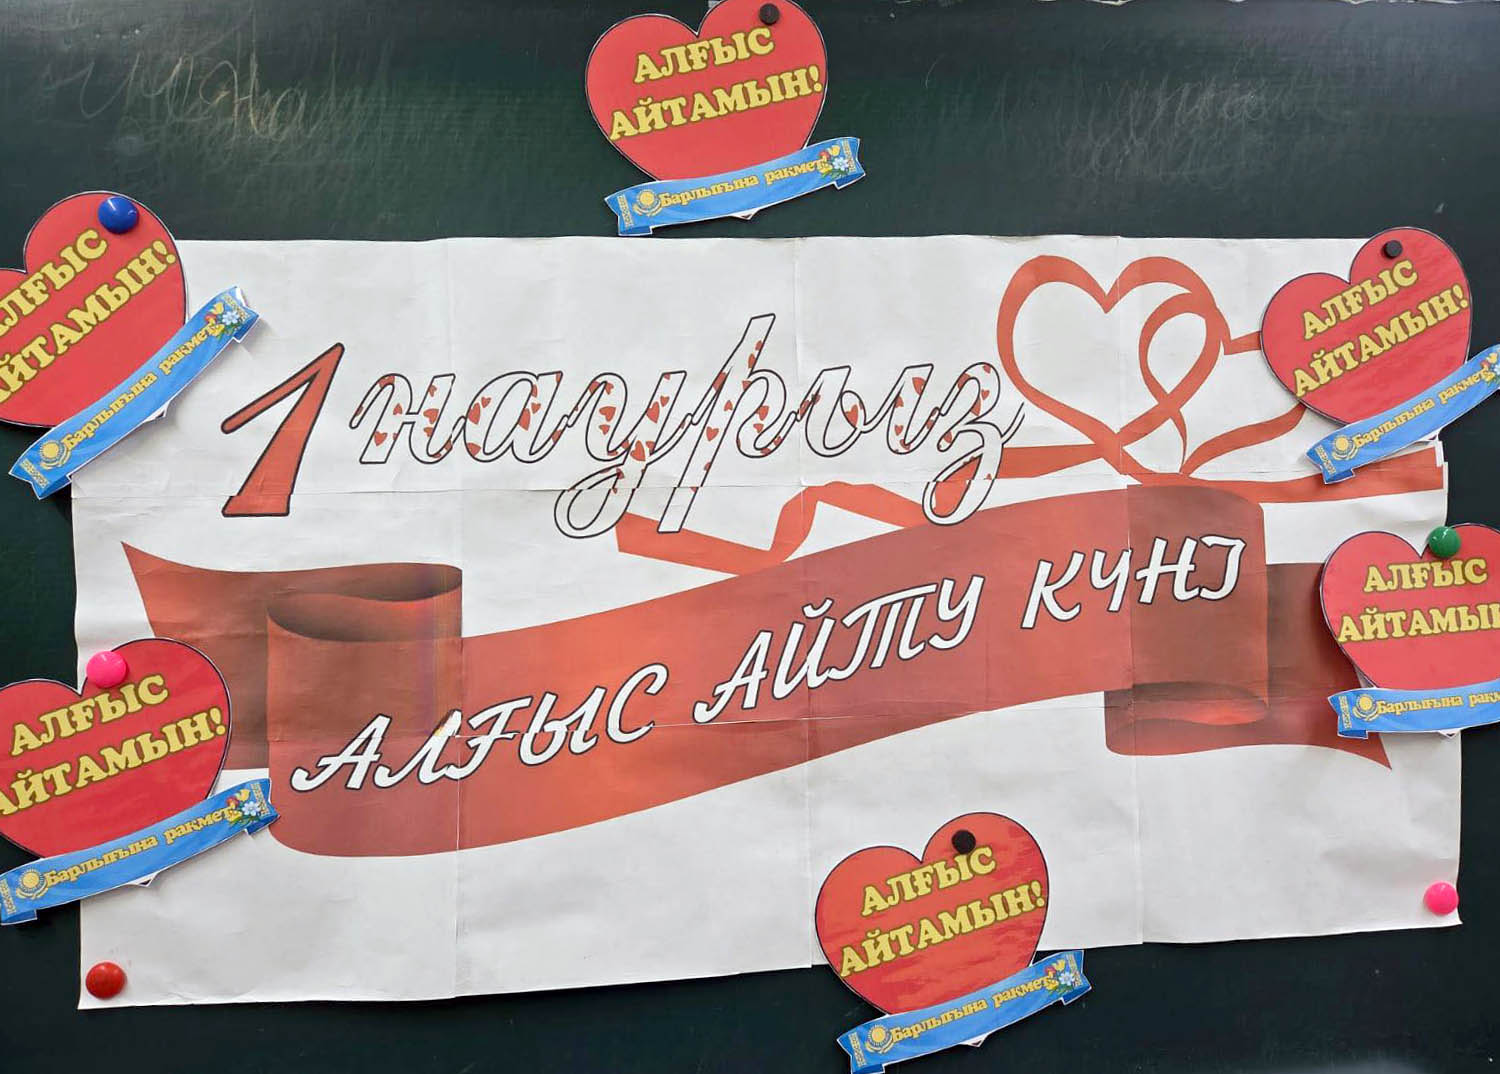 АЛҒЫС
АЙТАМЫН!
Барлығына рақмет
АЛҒЫС
АЙТАМЫН!
Барлығына рақмет
АЛҒЫС
АЙТАМЫН!
Барлығына рақмет
1 наурыз
АЛҒЫС АЙТУ КҮНІ
АЛҒЫС
АЙТАМЫН
Барлығына рақмет
АЛҒЫС
АЙТАМЫН!
Барлығына рақмет
АЛҒЫС
АЙТАМЫН!
Барлығына рақмет